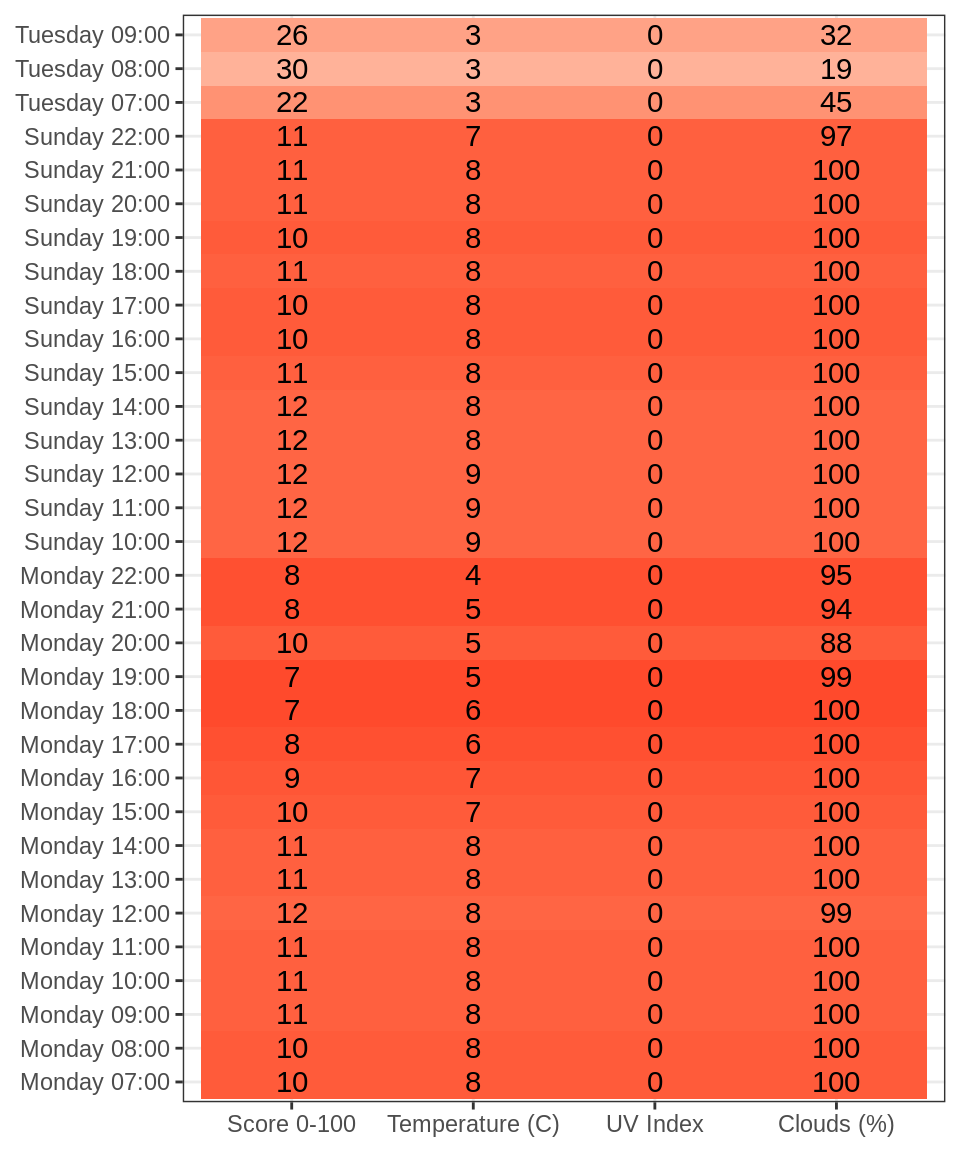 Tuesday 09:00 26 3 0 32
Tuesday 08:00 30 3 0 19
Tuesday 07:00 22 3 0 45
Sunday 22:00 11 7 0 97
Sunday 21:00 11 8 0 100
Sunday 20:00 11 8 0 100
Sunday 19:00 10 8 0 100
Sunday 18:00 11 8 0 100
Sunday 17:00 10 8 0 100
Sunday 16:00 10 8 0 100
Sunday 15:00 11 8 0 100
Sunday 14:00 12 8 0 100
Sunday 13:00 12 8 0 100
Sunday 12:00 12 9 0 100
Sunday 11:00 12 9 0 100
Sunday 10:00 12 9 0 100
Monday 22:00 8 4 0 95
Monday 21:00 8 5 0 94
Monday 20:00 10 5 0 88
Monday 19:00 7 5 0 99
Monday 18:00 7 6 0 100
Monday 17:00 8 6 0 100
Monday 16:00 9 7 0 100
Monday 15:00 10 7 0 100
Monday 14:00 11 8 0 100
Monday 13:00 11 8 0 100
Monday 12:00 12 8 0 99
Monday 11:00 11 8 0 100
Monday 10:00 11 8 0 100
Monday 09:00 11 8 0 100
Monday 08:00 10 8 0 100
Monday 07:00 10 8 0 100
Score 0-100 Temperature (C) UV Index Clouds (%)